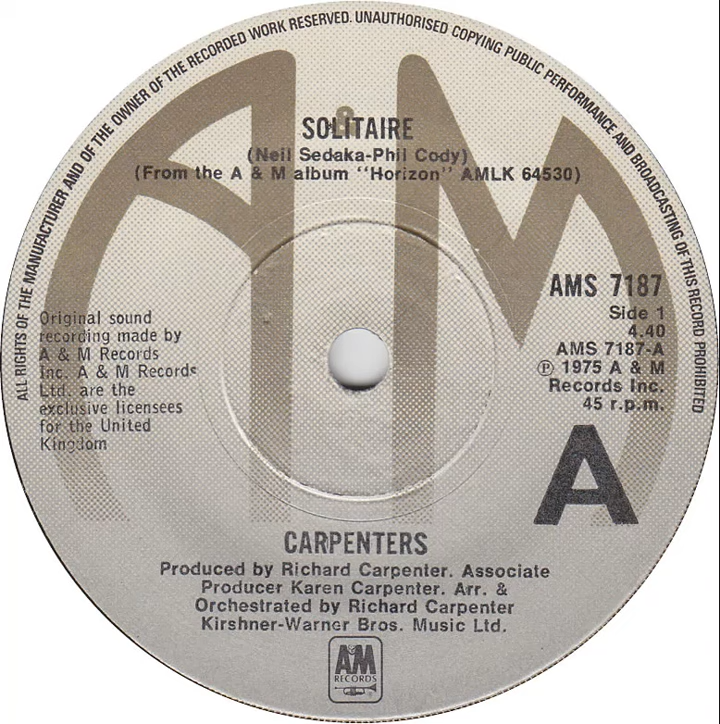 ALL RIGHTS OF THE MANUFACTURER AND OF THE OWNER OF THE RECORDED WORK RESERVED. UNAUTHORISED COPYING PUBLIC PERFORMANCE AND BROADCASTING OF THIS RECORD PROHIBITED
SOLITAIRE
(Neil Sedaka-Phil Cody)
(From the A & M album "Horizon" AMLK 64530)
AMS 7187
Side 1
4.40
AMS 7187-A
℗ 1975 A & M
Records Inc.
45 r.p.m.
Original sound
recording made by
A & M Records
Inc. A & M Records
Ltd. are the
exclusive licensees
for the United
Kingdom
A
CARPENTERS
Produced by Richard Carpenter. Associate
Producer Karen Carpenter. Arr. &
Orchestrated by Richard Carpenter
Kirshner-Warner Bros. Music Ltd.
A&M
RECORDS